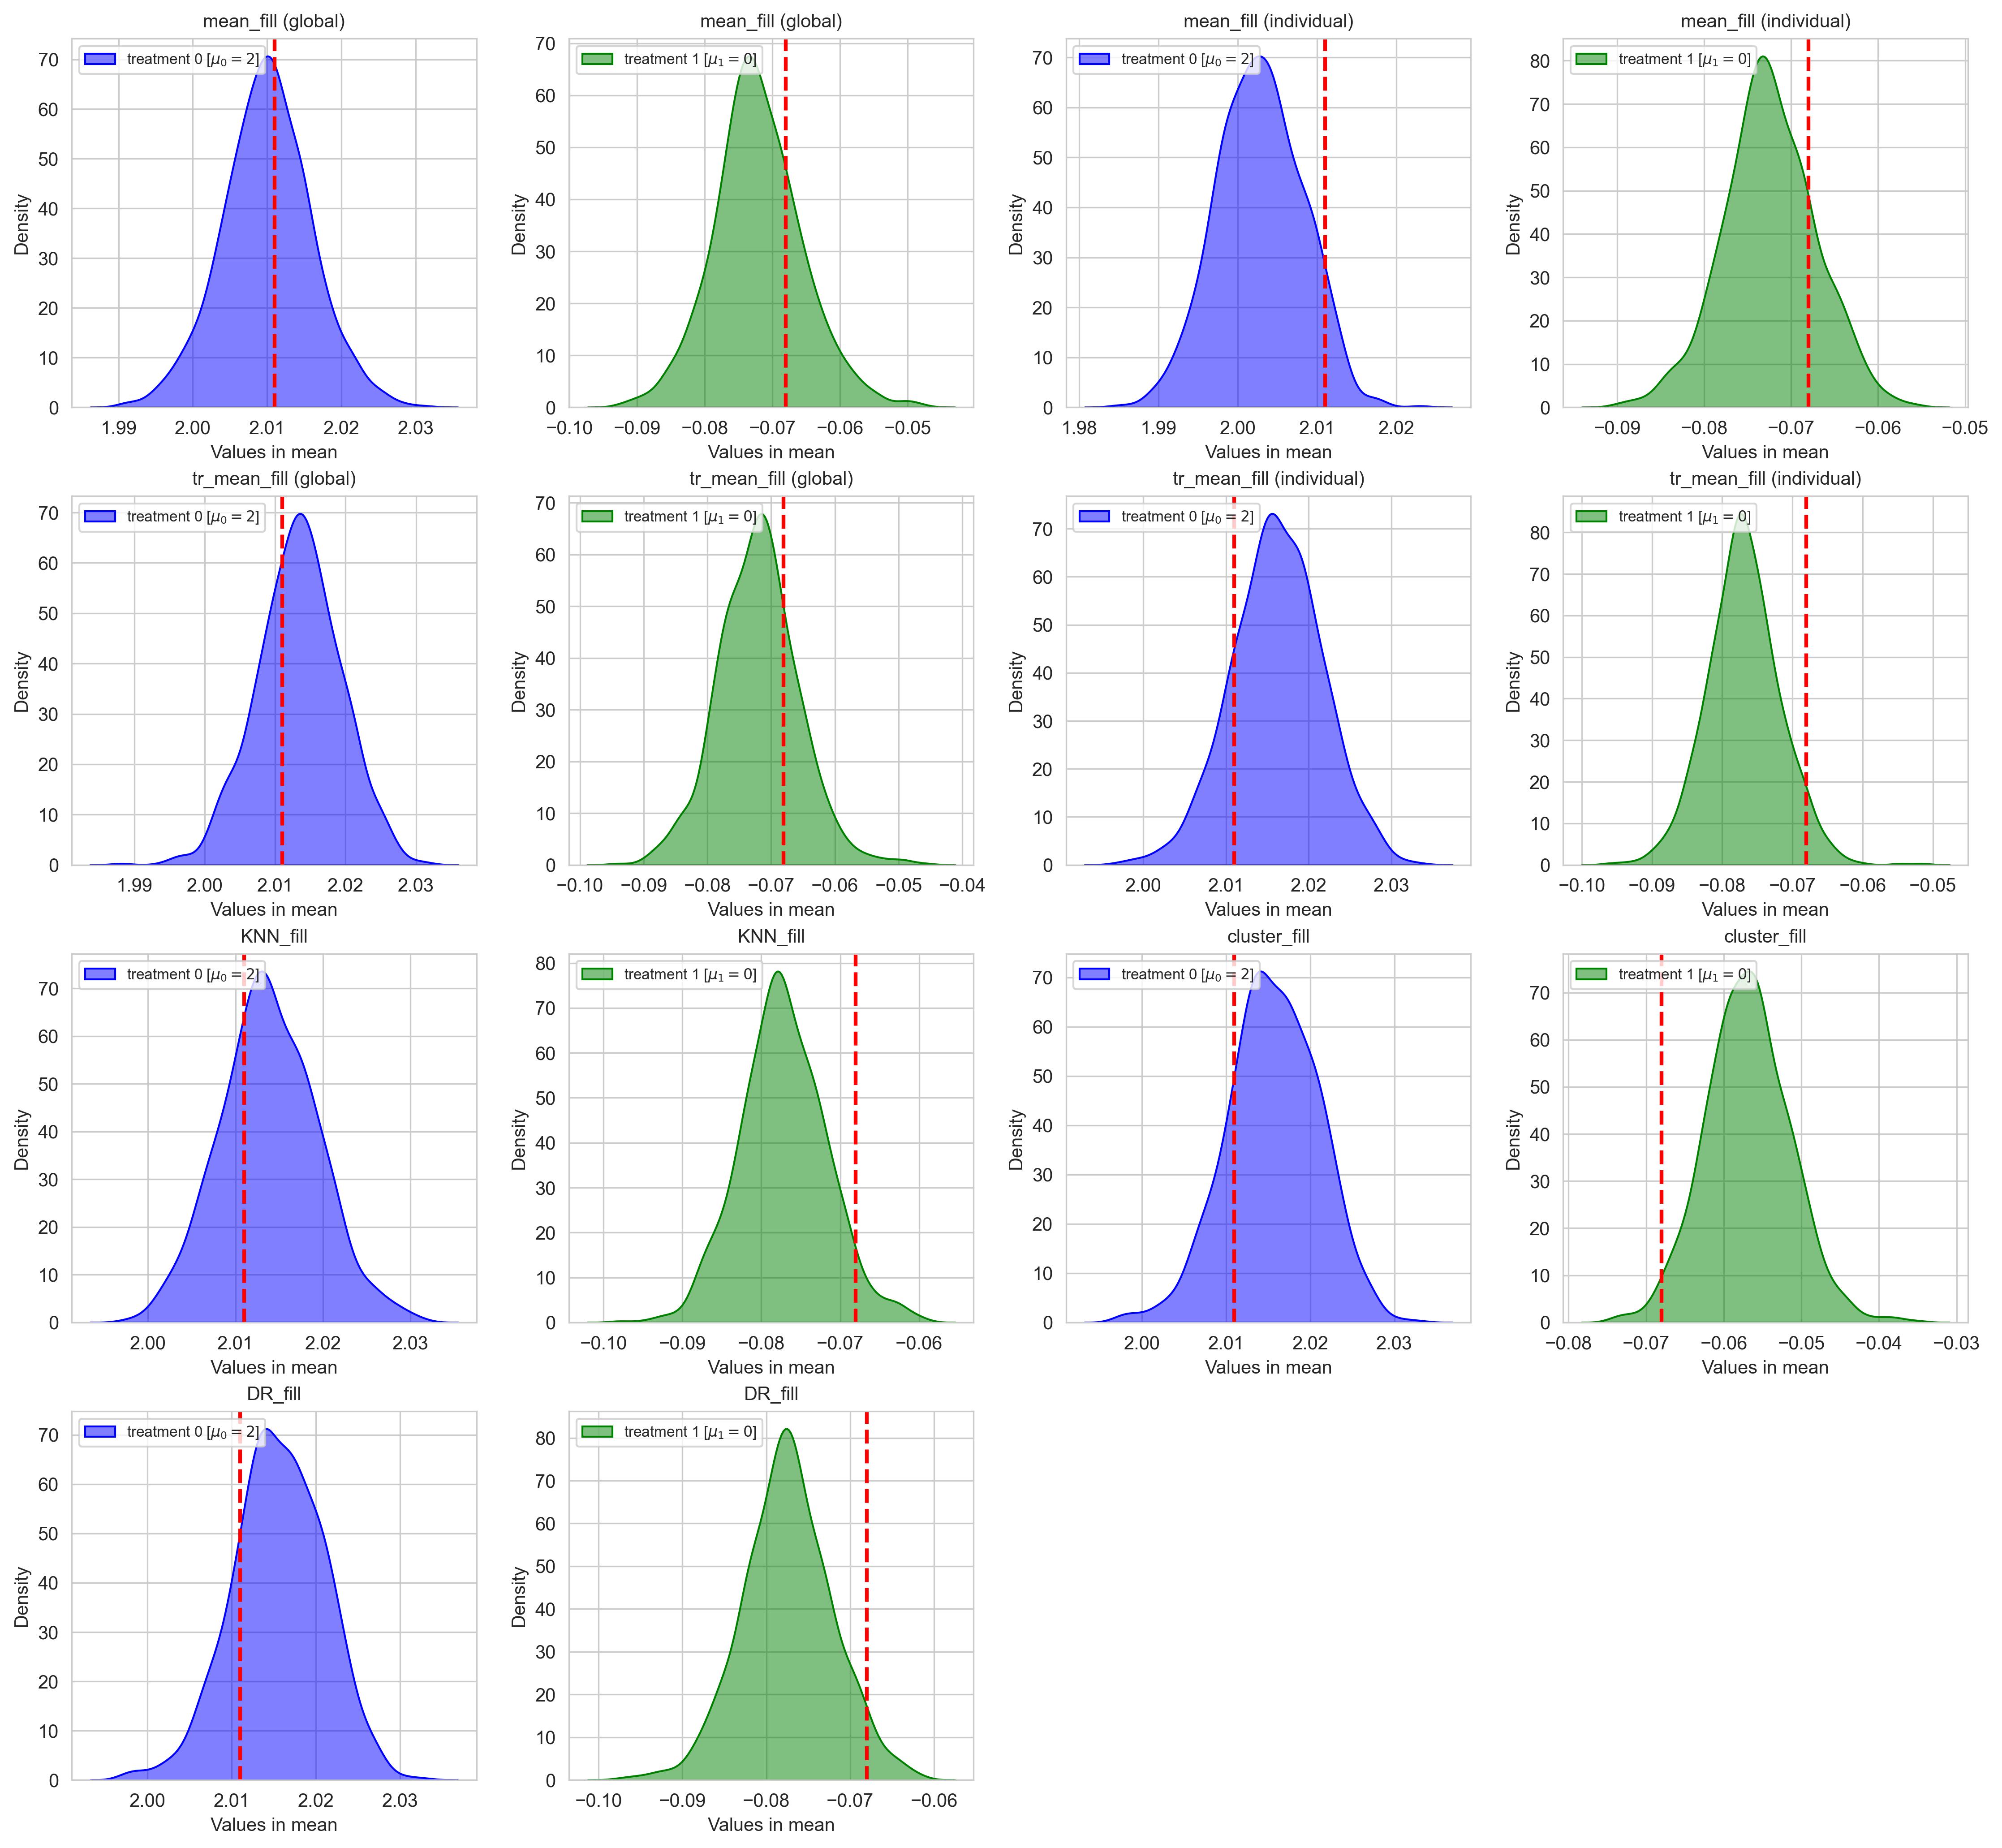 mean_fill (global)
Density
70
60
50
40
30
20
10
0
treatment 0 [μ₀ = 2]
1.99 2.00 2.01 2.02 2.03
Values in mean
mean_fill (global)
Density
70
60
50
40
30
20
10
0
treatment 1 [μ₁ = 0]
−0.10 −0.09 −0.08 −0.07 −0.06 −0.05
Values in mean
mean_fill (individual)
Density
70
60
50
40
30
20
10
0
treatment 0 [μ₀ = 2]
1.98 1.99 2.00 2.01 2.02
Values in mean
mean_fill (individual)
Density
80
70
60
50
40
30
20
10
0
treatment 1 [μ₁ = 0]
−0.09 −0.08 −0.07 −0.06 −0.05
Values in mean
tr_mean_fill (global)
Density
70
60
50
40
30
20
10
0
treatment 0 [μ₀ = 2]
1.99 2.00 2.01 2.02 2.03
Values in mean
tr_mean_fill (global)
Density
70
60
50
40
30
20
10
0
treatment 1 [μ₁ = 0]
−0.10 −0.09 −0.08 −0.07 −0.06 −0.05 −0.04
Values in mean
tr_mean_fill (individual)
Density
70
60
50
40
30
20
10
0
treatment 0 [μ₀ = 2]
2.00 2.01 2.02 2.03
Values in mean
tr_mean_fill (individual)
Density
80
70
60
50
40
30
20
10
0
treatment 1 [μ₁ = 0]
−0.10 −0.09 −0.08 −0.07 −0.06 −0.05
Values in mean
KNN_fill
Density
70
60
50
40
30
20
10
0
treatment 0 [μ₀ = 2]
2.00 2.01 2.02 2.03
Values in mean
KNN_fill
Density
80
70
60
50
40
30
20
10
0
treatment 1 [μ₁ = 0]
−0.10 −0.09 −0.08 −0.07 −0.06
Values in mean
cluster_fill
Density
70
60
50
40
30
20
10
0
treatment 0 [μ₀ = 2]
2.00 2.01 2.02 2.03
Values in mean
cluster_fill
Density
70
60
50
40
30
20
10
0
treatment 1 [μ₁ = 0]
−0.08 −0.07 −0.06 −0.05 −0.04 −0.03
Values in mean
DR_fill
Density
70
60
50
40
30
20
10
0
treatment 0 [μ₀ = 2]
2.00 2.01 2.02 2.03
Values in mean
DR_fill
Density
80
70
60
50
40
30
20
10
0
treatment 1 [μ₁ = 0]
−0.10 −0.09 −0.08 −0.07 −0.06
Values in mean